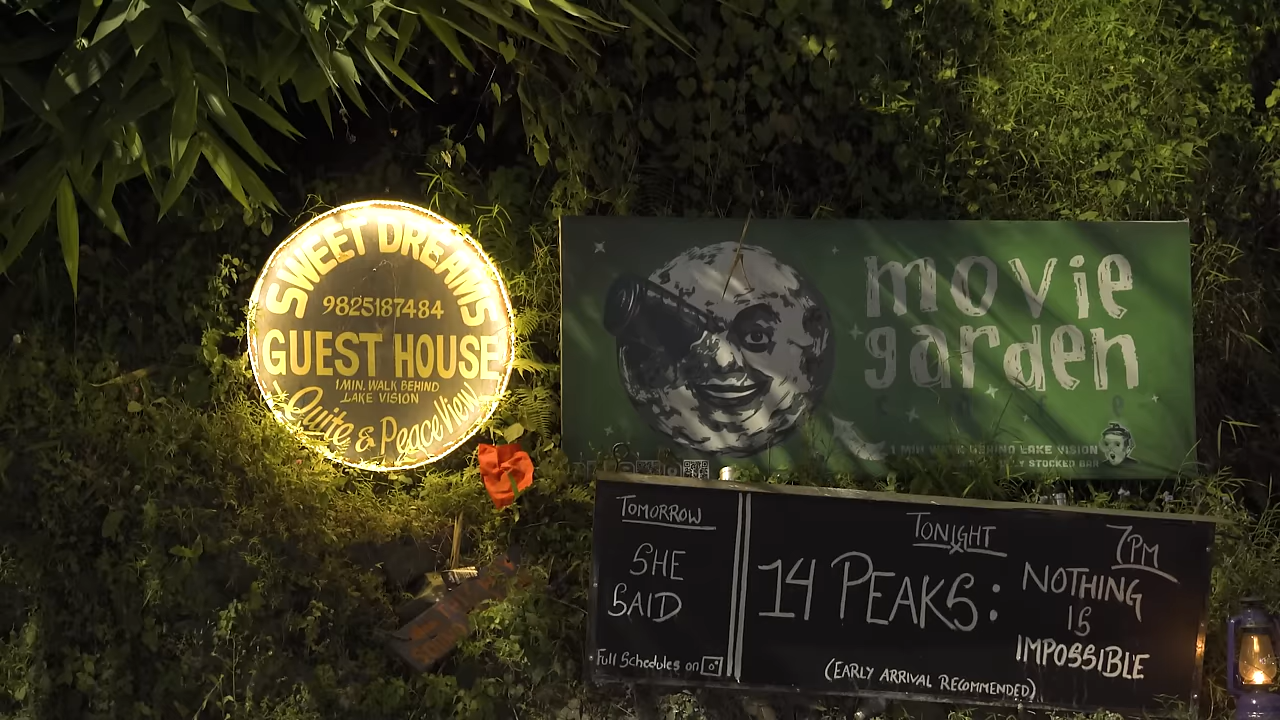 SWEET DREAMS
9825187484
GUEST HOUSE
1 MIN. WALK BEHIND
LAKE VISION
Quite & Peace View
movie
garden
1 MIN WALK BEHIND LAKE VISION
STOCKED BAR
TOMORROW
SHE
SAID
Full Schedules on
TONIGHT
7PM
14 PEAKS:
NOTHING
IS
IMPOSSIBLE
(EARLY ARRIVAL RECOMMENDED)